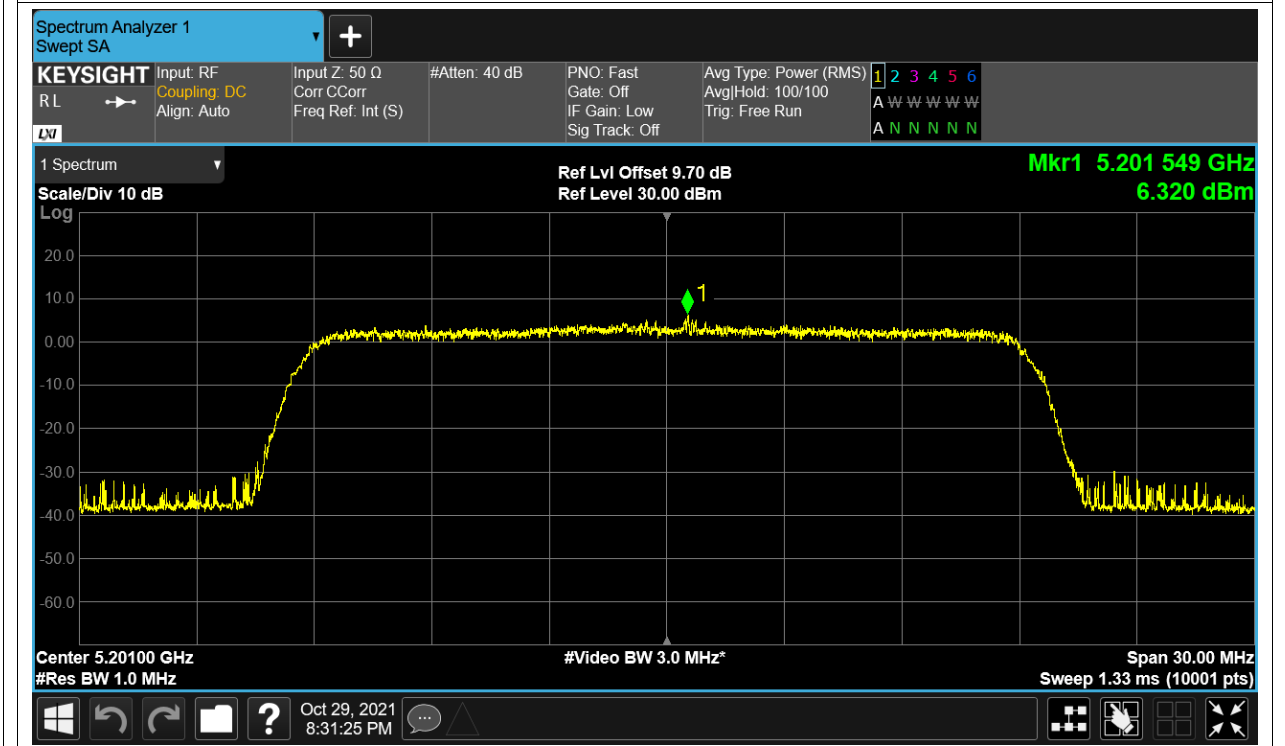 Spectrum Analyzer 1
Swept SA
KEYSIGHT
R L
LXI
Input: RF
Coupling: DC
Align: Auto
Input Z: 50 Ω
Corr CCorr
Freq Ref: Int (S)
#Atten: 40 dB
PNO: Fast
Gate: Off
IF Gain: Low
Sig Track: Off
Avg Type: Power (RMS)
Avg|Hold: 100/100
Trig: Free Run
1 2 3 4 5 6
A W W W W W
A N N N N N
1 Spectrum
Scale/Div 10 dB
Log
Ref Lvl Offset 9.70 dB
Ref Level 30.00 dBm
Mkr1 5.201 549 GHz
6.320 dBm
20.0
10.0
0.00
-10.0
-20.0
-30.0
-40.0
-50.0
-60.0
1
Center 5.20100 GHz
#Res BW 1.0 MHz
#Video BW 3.0 MHz*
Span 30.00 MHz
Sweep 1.33 ms (10001 pts)
?
Oct 29, 2021
8:31:25 PM